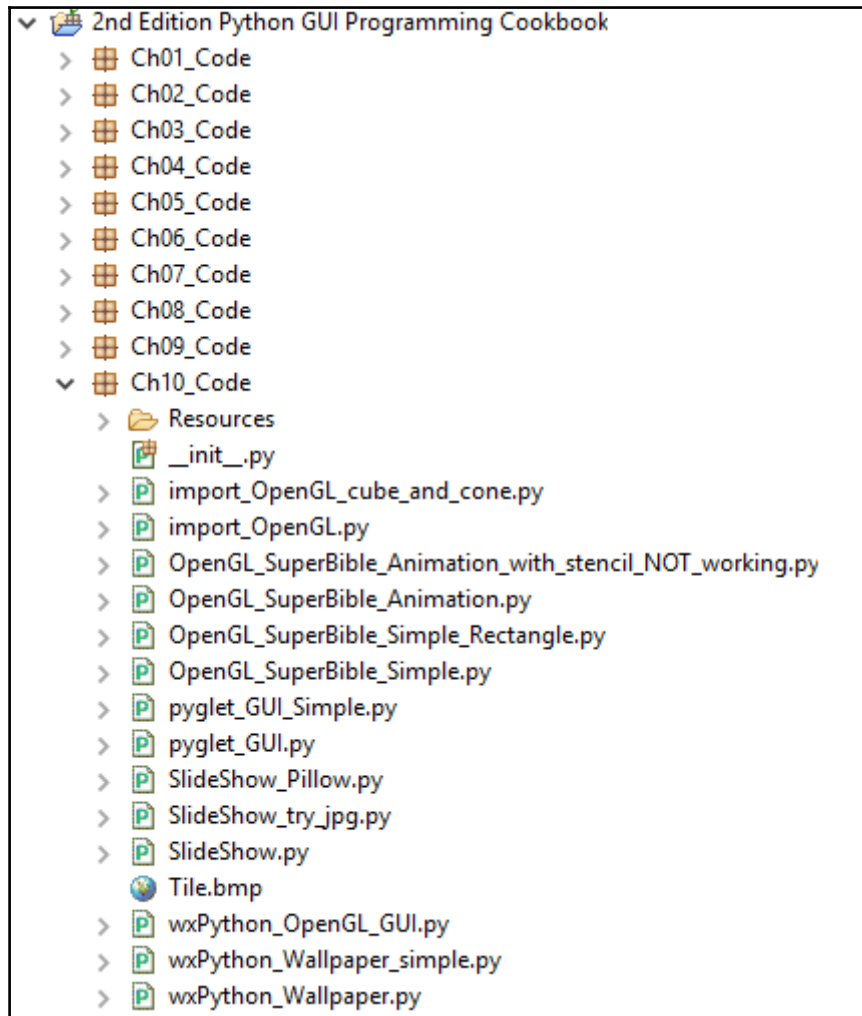 2nd Edition Python GUI Programming Cookbook
Ch01_Code
Ch02_Code
Ch03_Code
Ch04_Code
Ch05_Code
Ch06_Code
Ch07_Code
Ch08_Code
Ch09_Code
Ch10_Code
Resources
__init__.py
import_OpenGL_cube_and_cone.py
import_OpenGL.py
OpenGL_SuperBible_Animation_with_stencil_NOT_working.py
OpenGL_SuperBible_Animation.py
OpenGL_SuperBible_Simple_Rectangle.py
OpenGL_SuperBible_Simple.py
pyglet_GUI_Simple.py
pyglet_GUI.py
SlideShow_Pillow.py
SlideShow_try_jpg.py
SlideShow.py
Tile.bmp
wxPython_OpenGL_GUI.py
wxPython_Wallpaper_simple.py
wxPython_Wallpaper.py